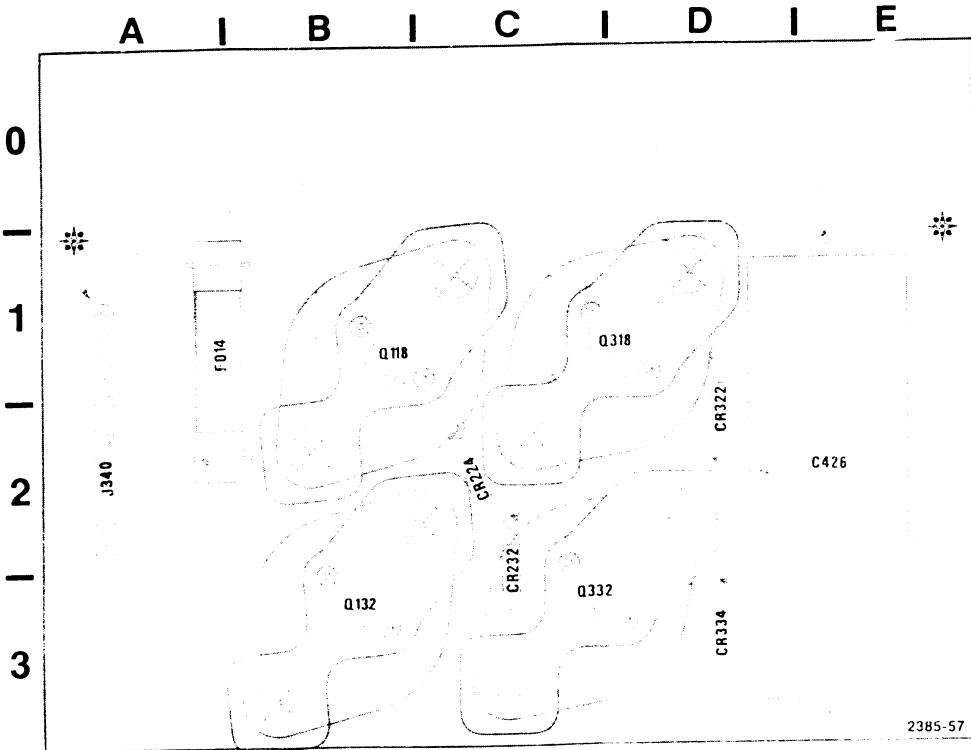 A I B I C I D I E
0
—
1
—
2
—
3
Q118
Q318
F014
CR322
J340
CR224
C426
CR232
Q132
Q332
CR334
2385-57